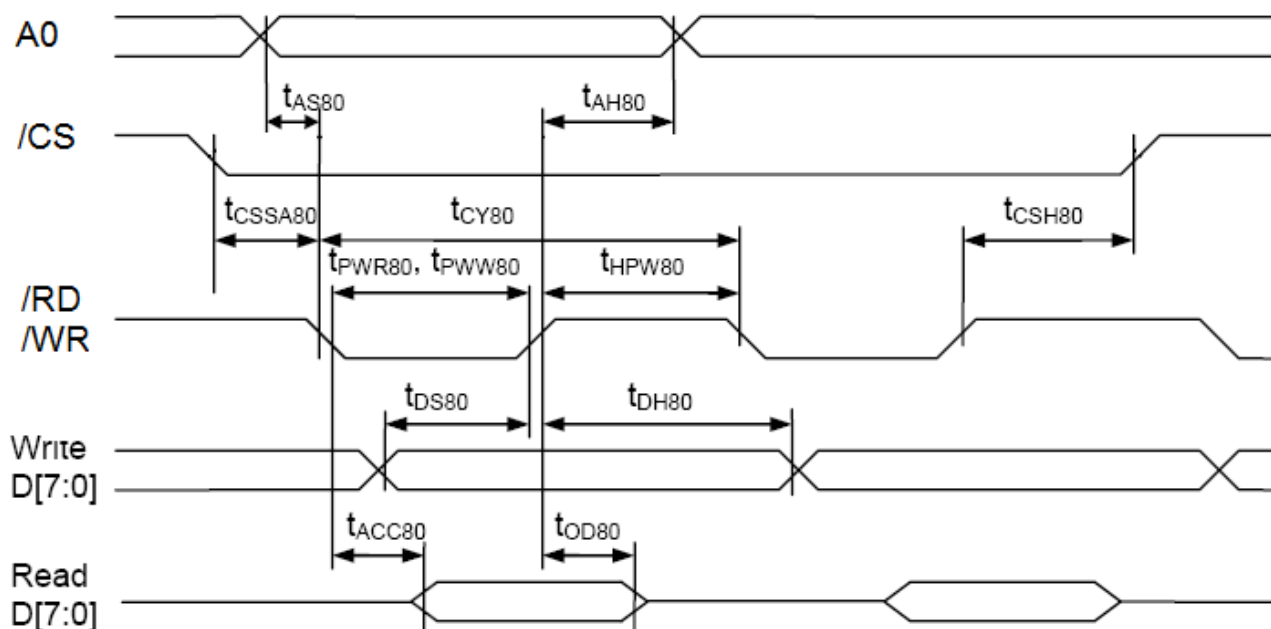 A0
tAS80 tAH80
/CS
tCSSA80 tCY80 tCSH80
tPWR80, tPWW80 tHPW80
/RD
/WR
tDS80 tDH80
Write
D[7:0]
tACC80 tOD80
Read
D[7:0]